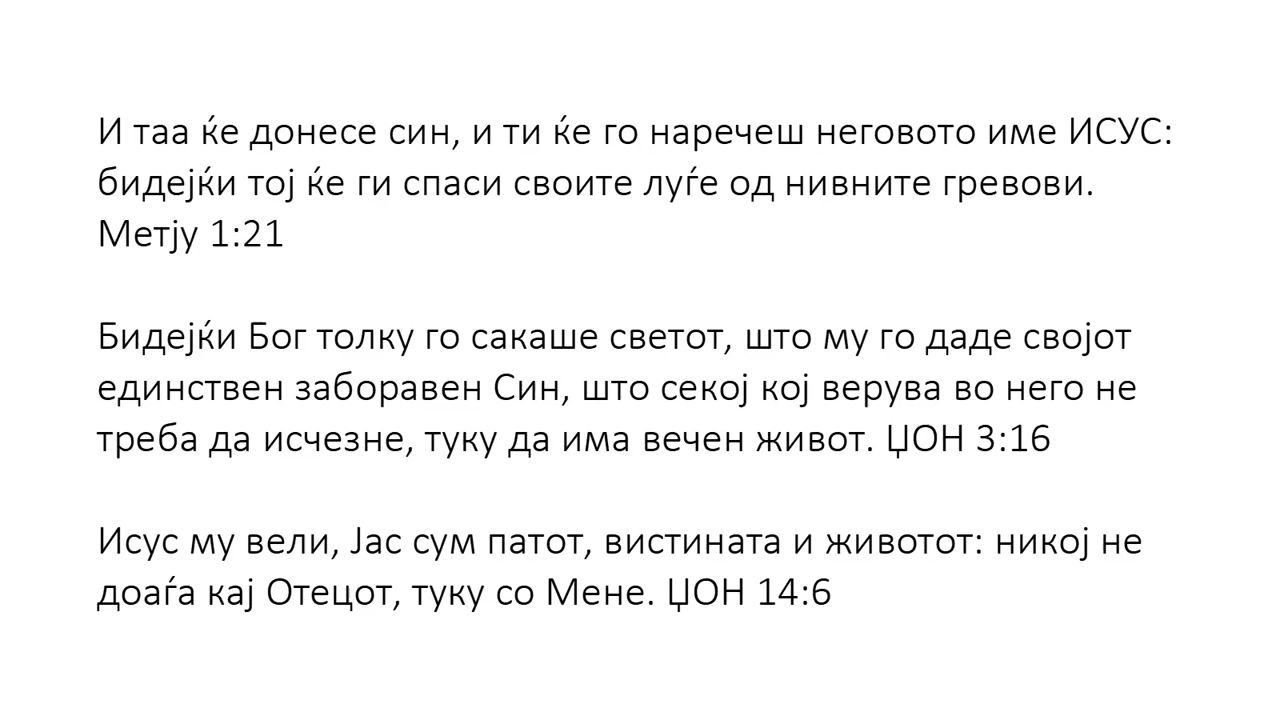 И таа ќе донесе син, и ти ќе го наречеш неговото име ИСУС:
бидејќи тој ќе ги спаси своите луѓе од нивните гревови.
Метју 1:21
Бидејќи Бог толку го сакаше светот, што му го даде својот
единствен заборавен Син, што секој кој верува во него не
треба да исчезне, туку да има вечен живот. ЏОН 3:16
Исус му вели, Јас сум патот, вистината и животот: никој не
доаѓа кај Отецот, туку со Мене. ЏОН 14:6